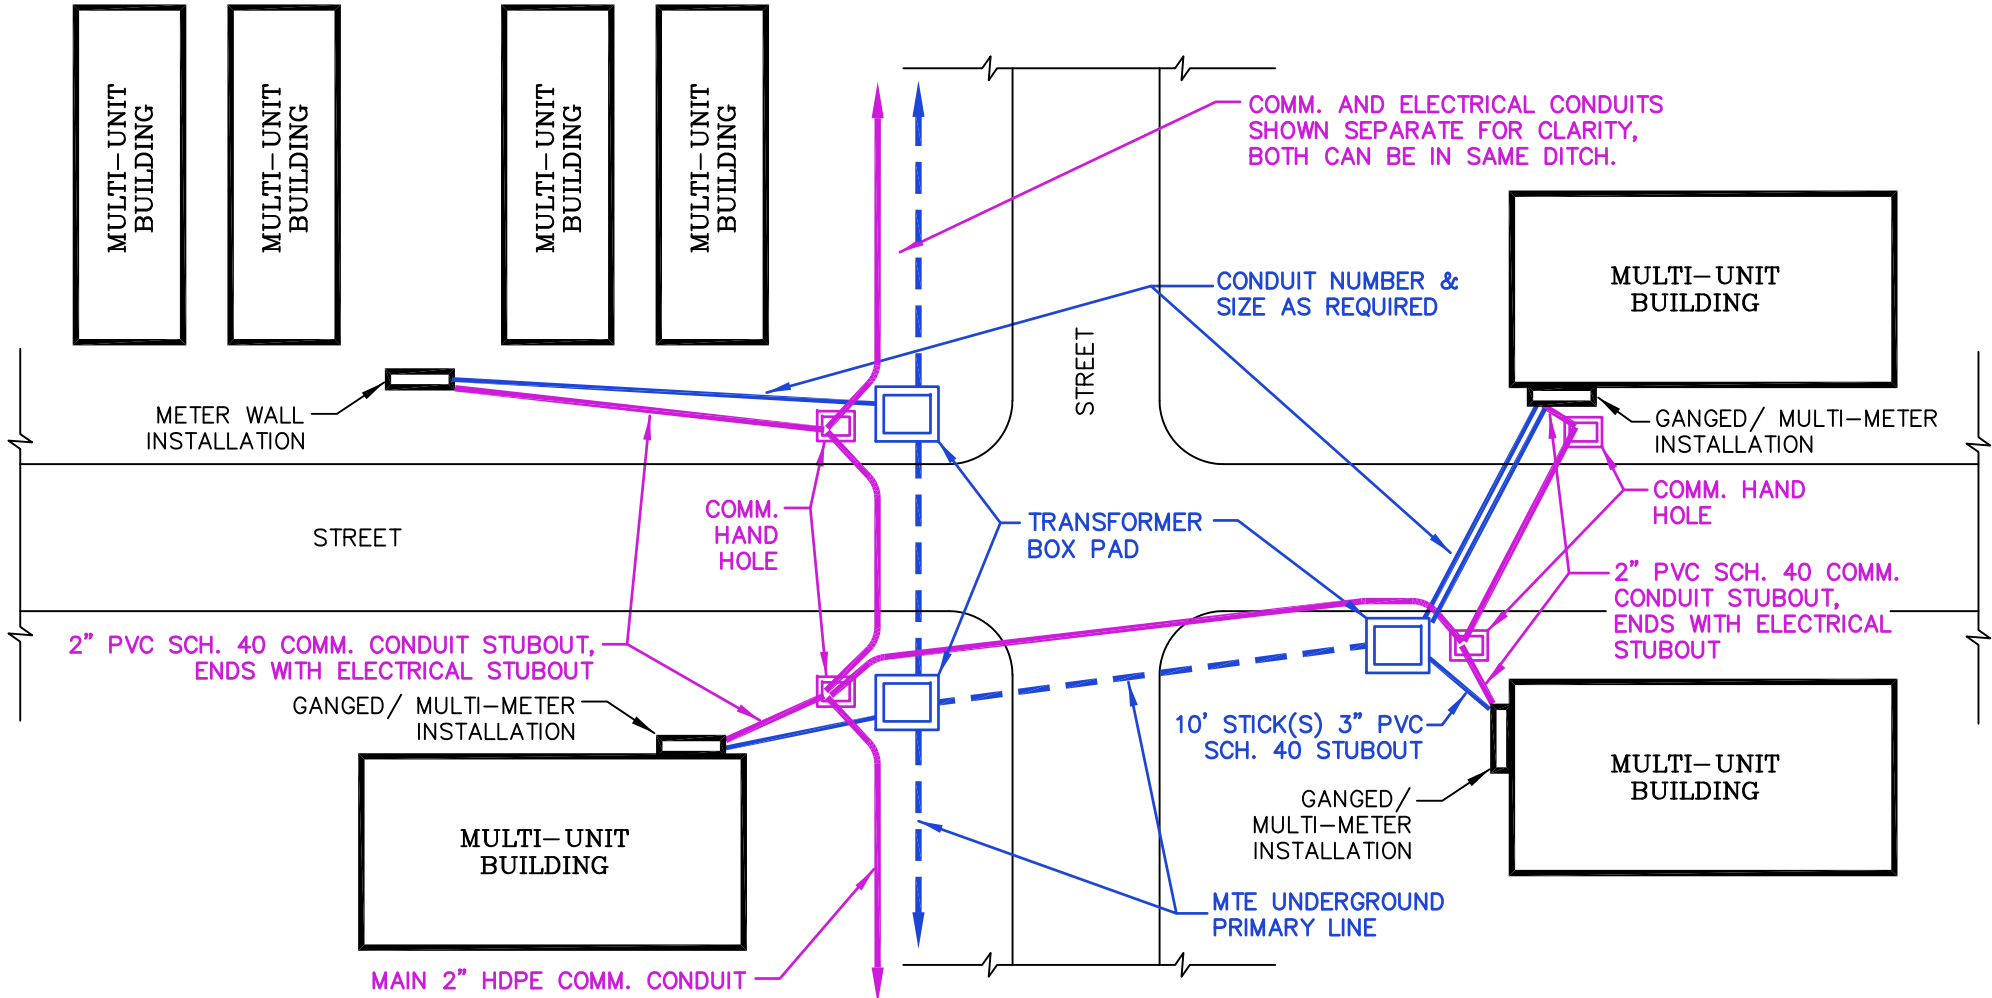 MULTI-UNIT
BUILDING
MULTI-UNIT
BUILDING
MULTI-UNIT
BUILDING
MULTI-UNIT
BUILDING
COMM. AND ELECTRICAL CONDUITS
SHOWN SEPARATE FOR CLARITY,
BOTH CAN BE IN SAME DITCH.
CONDUIT NUMBER &
SIZE AS REQUIRED
MULTI-UNIT
BUILDING
STREET
METER WALL
INSTALLATION
GANGED/ MULTI-METER
INSTALLATION
COMM. HAND
HOLE
STREET
COMM.
HAND
HOLE
TRANSFORMER
BOX PAD
2" PVC SCH. 40 COMM.
CONDUIT STUBOUT,
ENDS WITH ELECTRICAL
STUBOUT
2" PVC SCH. 40 COMM. CONDUIT STUBOUT,
ENDS WITH ELECTRICAL STUBOUT
GANGED/ MULTI-METER
INSTALLATION
10' STICK(S) 3" PVC
SCH. 40 STUBOUT
MULTI-UNIT
BUILDING
GANGED/
MULTI-METER
INSTALLATION
MULTI-UNIT
BUILDING
MTE UNDERGROUND
PRIMARY LINE
MAIN 2" HDPE COMM. CONDUIT